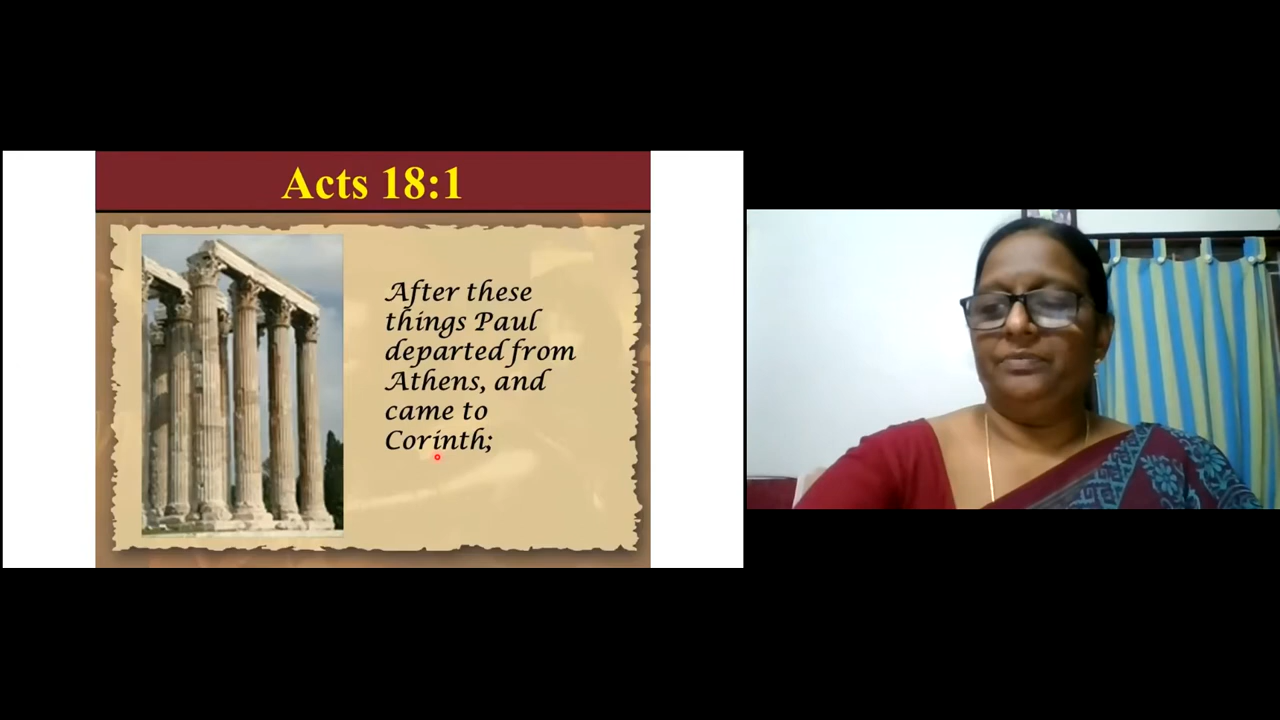 Acts 18:1
After these
things Paul
departed from
Athens, and
came to
Corinth;